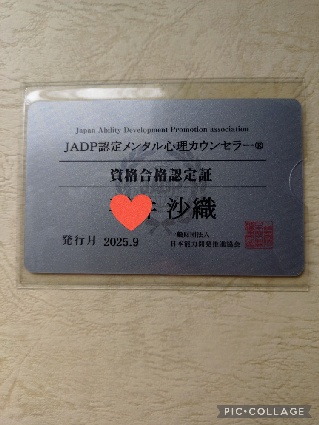 Japan Ability Development Promotion association
JADP認定メンタル心理カウンセラー®
資格合格認定証
沙織
発行月 2025.9
一般財団法人
日本能力開発推進協会
PIC•COLLAGE